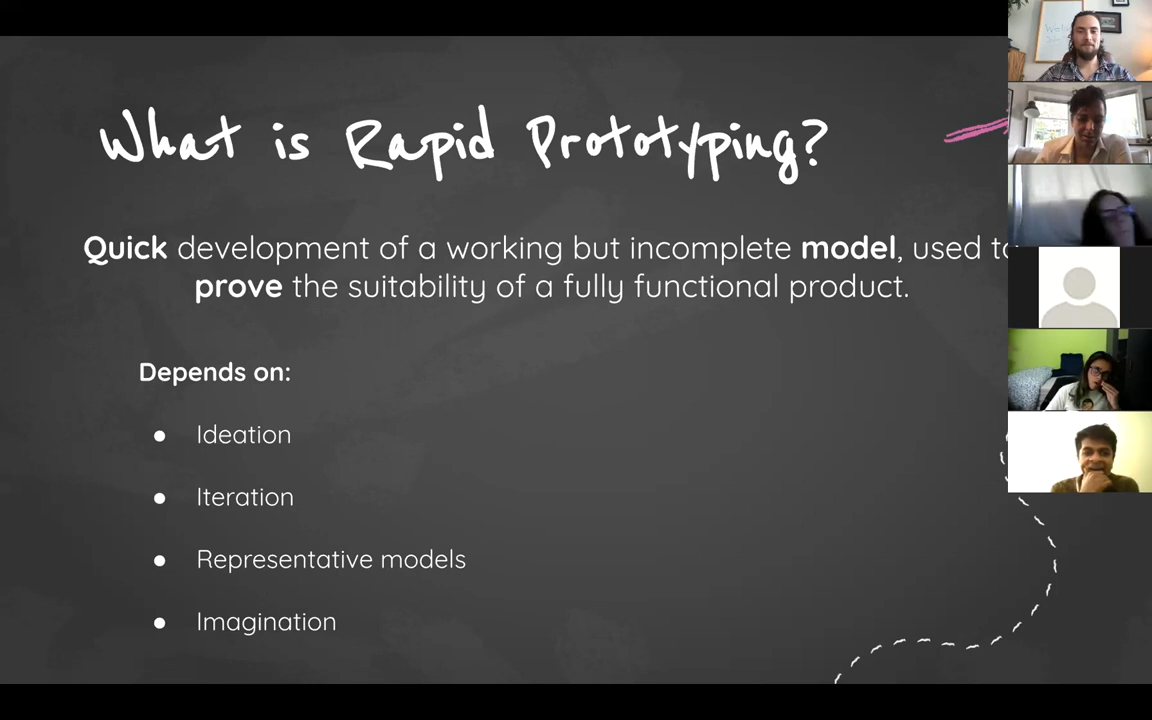 What is Rapid Prototyping?
Quick development of a working but incomplete model, used to
prove the suitability of a fully functional product.
Depends on:
● Ideation
● Iteration
● Representative models
● Imagination